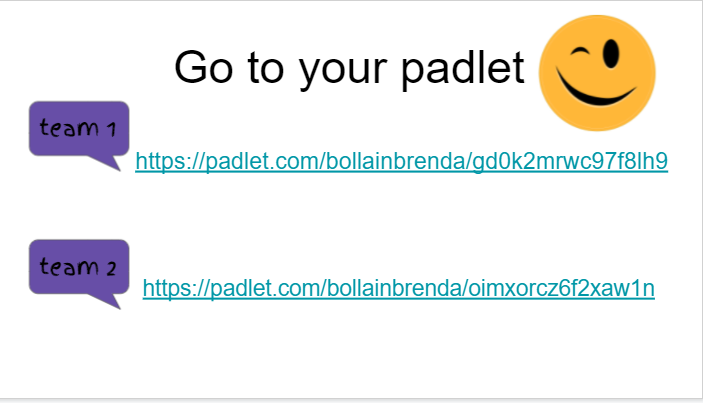 Go to your padlet
team 1
https://padlet.com/bollainbrenda/gd0k2mrwc97f8lh9
team 2
https://padlet.com/bollainbrenda/oimxorcz6f2xaw1n